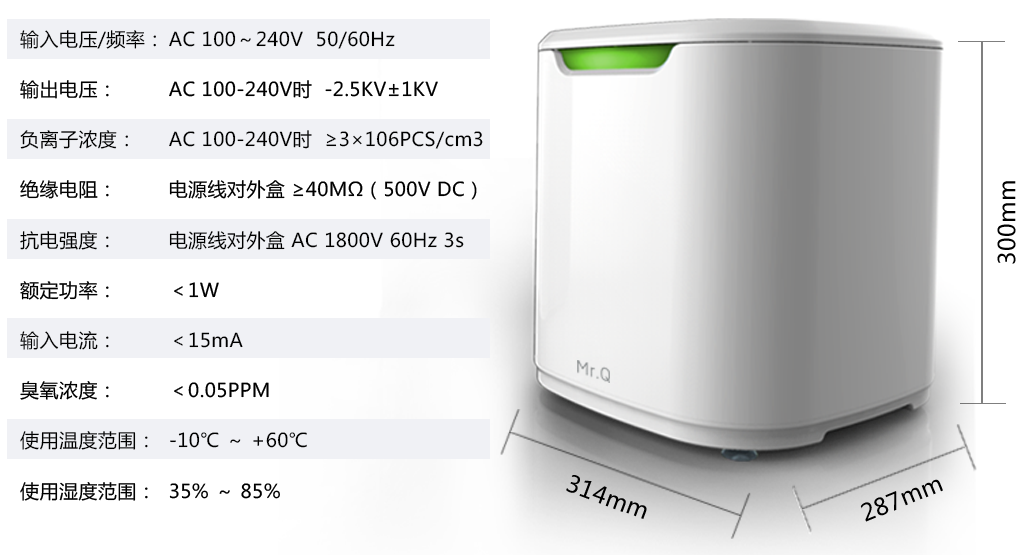 输入电压/频率： AC 100～240V 50/60Hz
输出电压： AC 100-240V时 -2.5KV±1KV
负离子浓度： AC 100-240V时 ≥3×106PCS/cm3
绝缘电阻： 电源线对外盒 ≥40MΩ（500V DC）
抗电强度： 电源线对外盒 AC 1800V 60Hz 3s
额定功率： ＜1W
输入电流： ＜15mA
臭氧浓度： ＜0.05PPM
使用温度范围： -10℃ ~ +60℃
使用湿度范围： 35% ~ 85%
Mr.Q
300mm
314mm
287mm